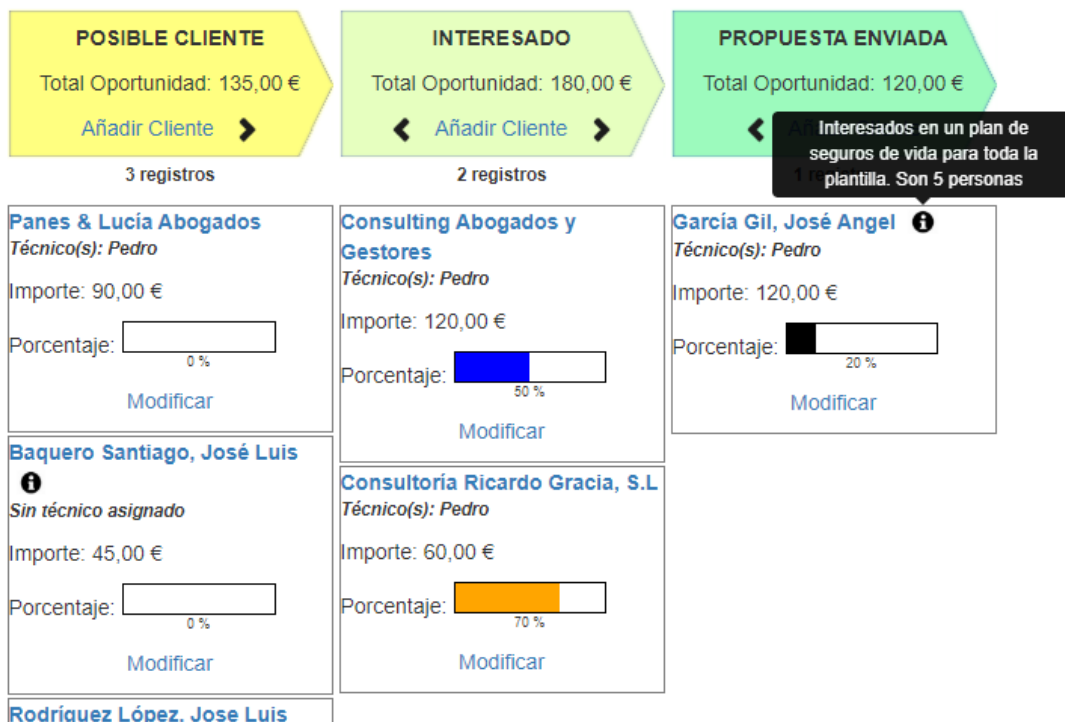 POSIBLE CLIENTE
Total Oportunidad: 135,00 €
Añadir Cliente
3 registros
Panes & Lucía Abogados
Técnico(s): Pedro
Importe: 90,00 €
Porcentaje:
0 %
Modificar
Baquero Santiago, José Luis
Sin técnico asignado
Importe: 45,00 €
Porcentaje:
0 %
Modificar
Rodríguez López, Jose Luis
INTERESADO
Total Oportunidad: 180,00 €
Añadir Cliente
2 registros
Consulting Abogados y
Gestores
Técnico(s): Pedro
Importe: 120,00 €
Porcentaje:
50 %
Modificar
Consultoría Ricardo Gracia, S.L
Técnico(s): Pedro
Importe: 60,00 €
Porcentaje:
70 %
Modificar
PROPUESTA ENVIADA
Total Oportunidad: 120,00 €
Interesados en un plan de
seguros de vida para toda la
plantilla. Son 5 personas
García Gil, José Angel
Técnico(s): Pedro
Importe: 120,00 €
Porcentaje:
20 %
Modificar